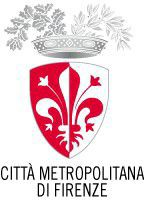 CITTÀ METROPOLITANA
DI FIRENZE